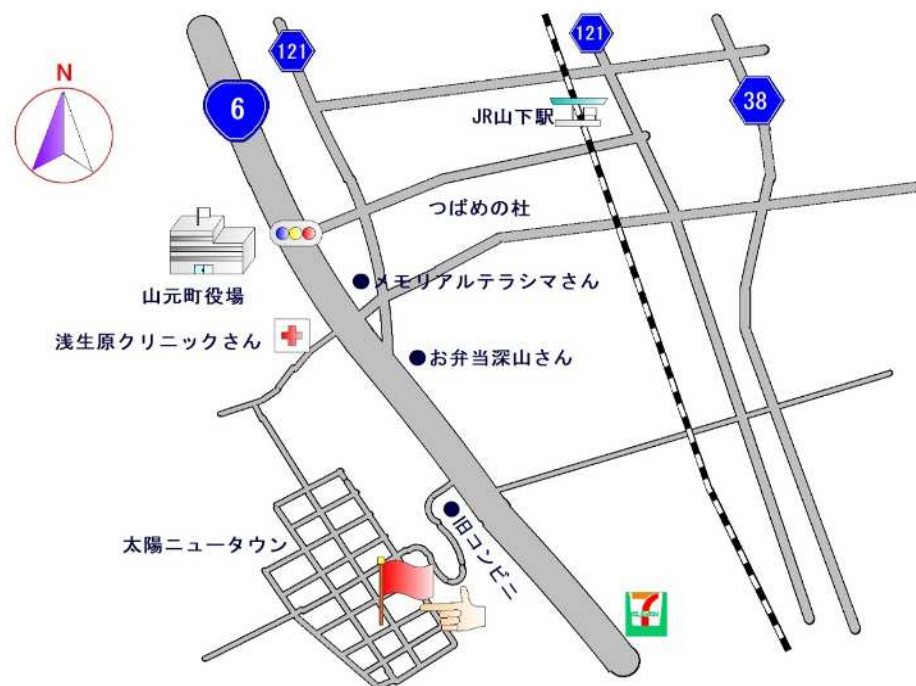 121
121
N
6
38
JR山下駅
つばめの杜
山元町役場
メモリアルテラシマさん
浅生原クリニックさん
お弁当深山さん
旧コンビニ
太陽ニュータウン
7